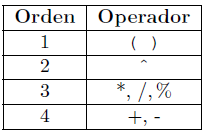 Orden Operador
1 ( )
2 ^
3 *, /, %
4 +, -